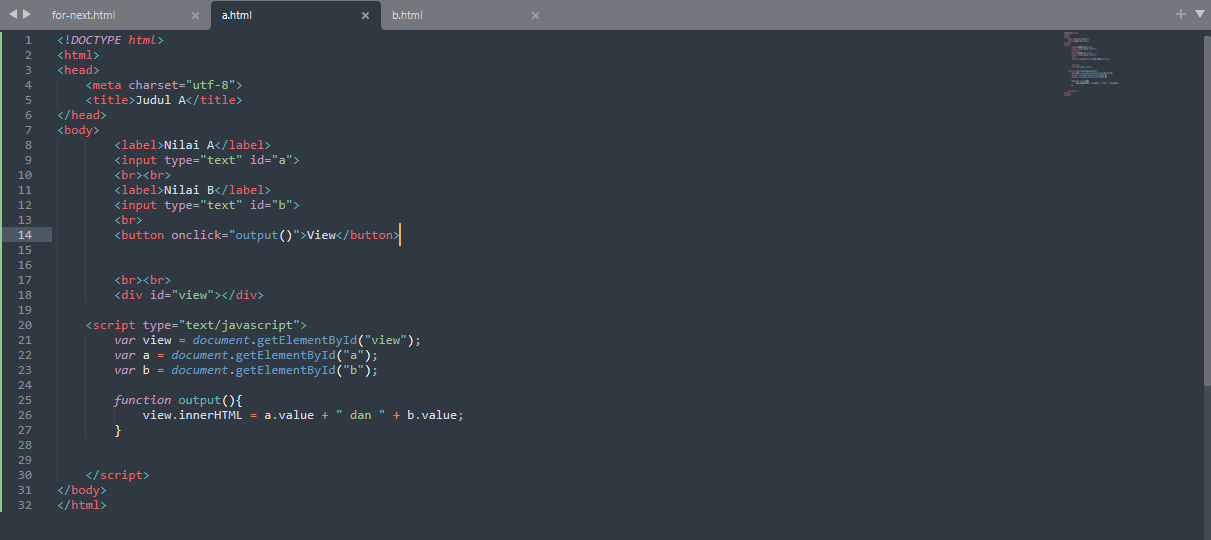 for-next.html × a.html × b.html ×
1 <!DOCTYPE html>
2 <html>
3 <head>
4 <meta charset="utf-8">
5 <title>Judul A</title>
6 </head>
7 <body>
8 <label>Nilai A</label>
9 <input type="text" id="a">
10 <br><br>
11 <label>Nilai B</label>
12 <input type="text" id="b">
13 <br>
14 <button onclick="output()">View</button>
15
16
17 <br><br>
18 <div id="view"></div>
19
20 <script type="text/javascript">
21 var view = document.getElementById("view");
22 var a = document.getElementById("a");
23 var b = document.getElementById("b");
24
25 function output(){
26 view.innerHTML = a.value + " dan " + b.value;
27 }
28
29
30 </script>
31 </body>
32 </html>